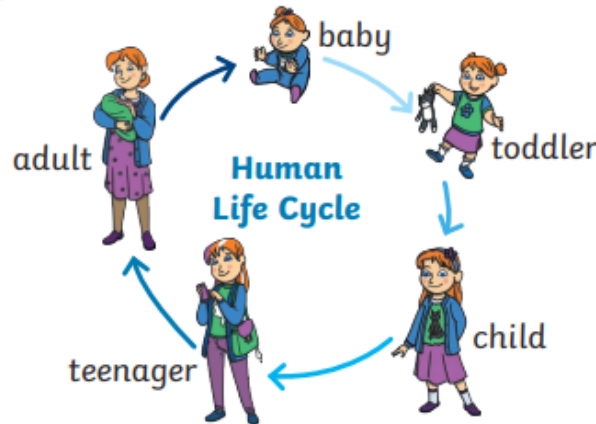 baby
toddler
adult
Human
Life Cycle
child
teenager